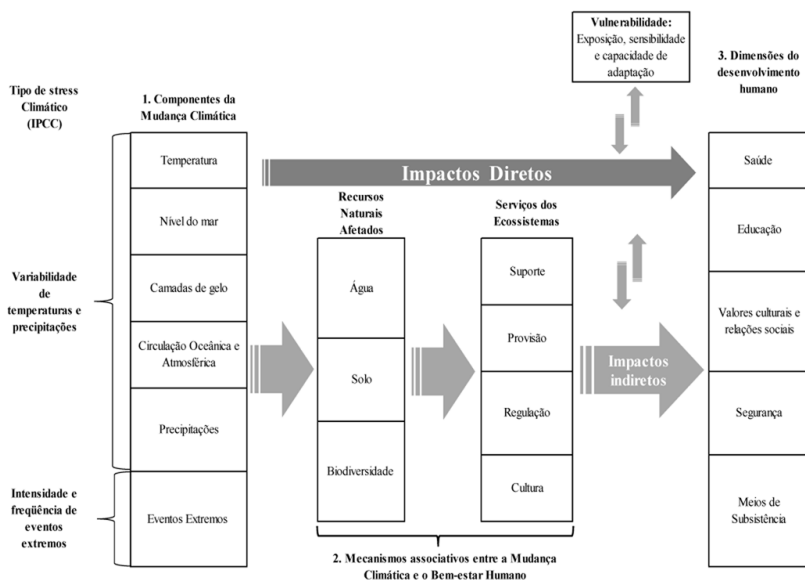 Tipo de stress
Climático
(IPCC)
Variabilidade
de
temperaturas e
precipitações
Intensidade e
freqüência de
eventos
extremos
1. Componentes da
Mudança Climática
Temperatura
Nível do mar
Camadas de gelo
Circulação Oceânica e
Atmosférica
Precipitações
Eventos Extremos
Impactos Diretos
Recursos
Naturais
Afetados
Água
Solo
Biodiversidade
Serviços dos
Ecossistemas
Suporte
Provisão
Regulação
Cultura
2. Mecanismos associativos entre a Mudança
Climática e o Bem-estar Humano
Vulnerabilidade:
Exposição, sensibilidade
e capacidade de
adaptação
Impactos
indiretos
3. Dimensões do
desenvolvimento
humano
Saúde
Educação
Valores culturais e
relações sociais
Segurança
Meios de
Subsistência